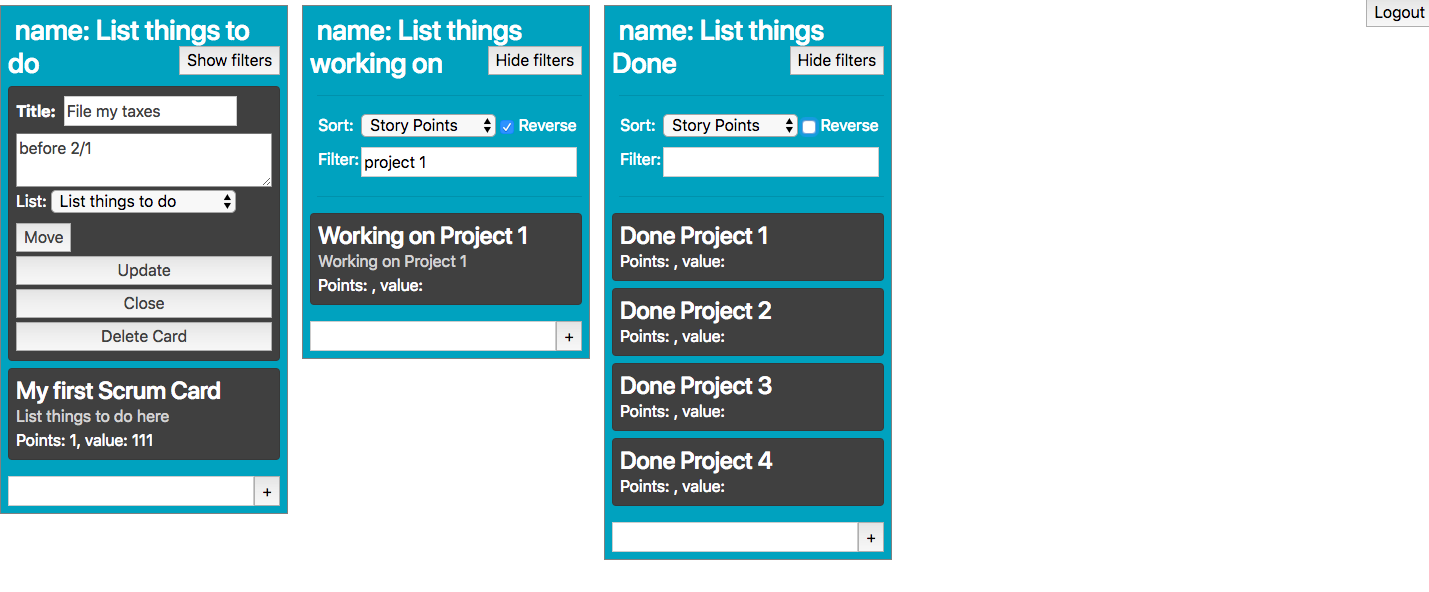 name: List things to
do
Show filters
Title: File my taxes
before 2/1
List: List things to do
Move
Update
Close
Delete Card
My first Scrum Card
List things to do here
Points: 1, value: 111
+
name: List things
working on
Hide filters
Sort: Story Points Reverse
Filter: project 1
Working on Project 1
Working on Project 1
Points: , value:
+
name: List things
Done
Hide filters
Sort: Story Points Reverse
Filter:
Done Project 1
Points: , value:
Done Project 2
Points: , value:
Done Project 3
Points: , value:
Done Project 4
Points: , value:
+
Logout